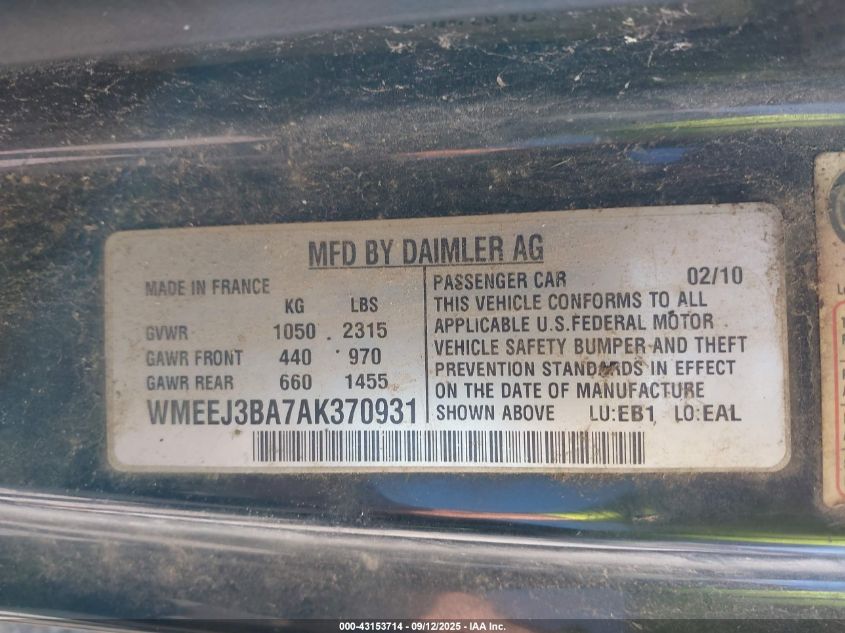 MFD BY DAIMLER AG
MADE IN FRANCE
KG LBS
GVWR 1050 2315
GAWR FRONT 440 970
GAWR REAR 660 1455
WMEEJ3BA7AK370931
PASSENGER CAR 02/10
THIS VEHICLE CONFORMS TO ALL
APPLICABLE U.S.FEDERAL MOTOR
VEHICLE SAFETY BUMPER AND THEFT
PREVENTION STANDARDS IN EFFECT
ON THE DATE OF MANUFACTURE
SHOWN ABOVE LU:EB1 LO:EAL
000-43153714 - 09/12/2025 - IAA Inc.